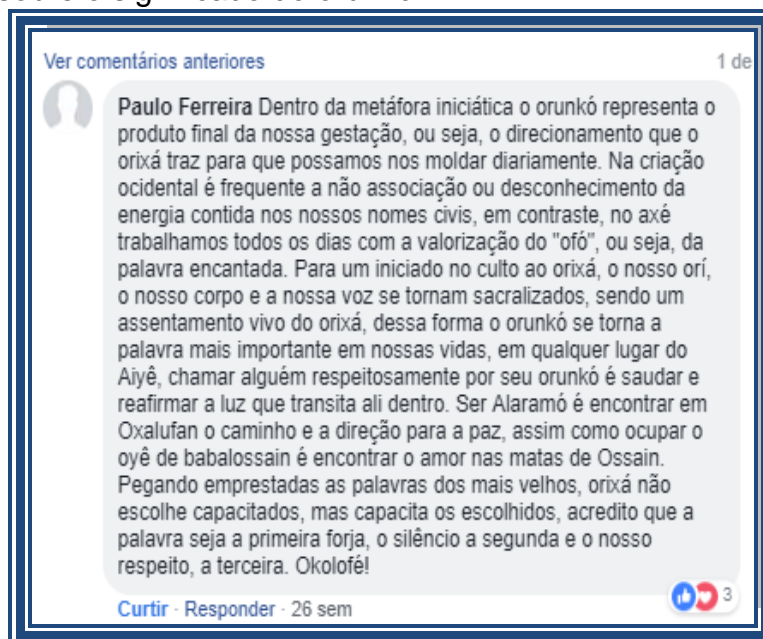 Ver comentários anteriores 1 de
Paulo Ferreira Dentro da metáfora iniciática o orunkó representa o
produto final da nossa gestação, ou seja, o direcionamento que o
orixá traz para que possamos nos moldar diariamente. Na criação
ocidental é frequente a não associação ou desconhecimento da
energia contida nos nossos nomes civis, em contraste, no axé
trabalhamos todos os dias com a valorização do "ofó", ou seja, da
palavra encantada. Para um iniciado no culto ao orixá, o nosso orí,
o nosso corpo e a nossa voz se tornam sacralizados, sendo um
assentamento vivo do orixá, dessa forma o orunkó se torna a
palavra mais importante em nossas vidas, em qualquer lugar do
Aiyê, chamar alguém respeitosamente por seu orunkó é saudar e
reafirmar a luz que transita ali dentro. Ser Alaramó é encontrar em
Oxalufan o caminho e a direção para a paz, assim como ocupar o
oyê de babalossain é encontrar o amor nas matas de Ossain.
Pegando emprestadas as palavras dos mais velhos, orixá não
escolhe capacitados, mas capacita os escolhidos, acredito que a
palavra seja a primeira forja, o silêncio a segunda e o nosso
respeito, a terceira. Okolofé!
3
Curtir · Responder · 26 sem